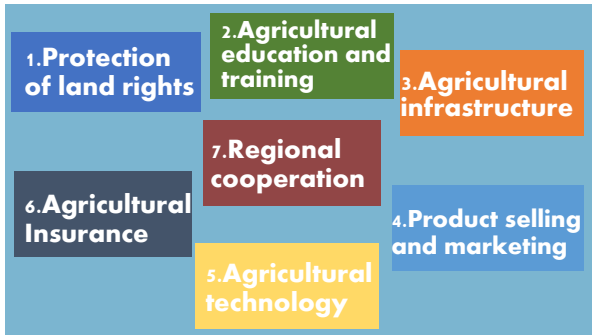 1.Protection
of land rights
2.Agricultural
education and
training
3.Agricultural
infrastructure
7.Regional
cooperation
6.Agricultural
Insurance
4.Product selling
and marketing
5.Agricultural
technology